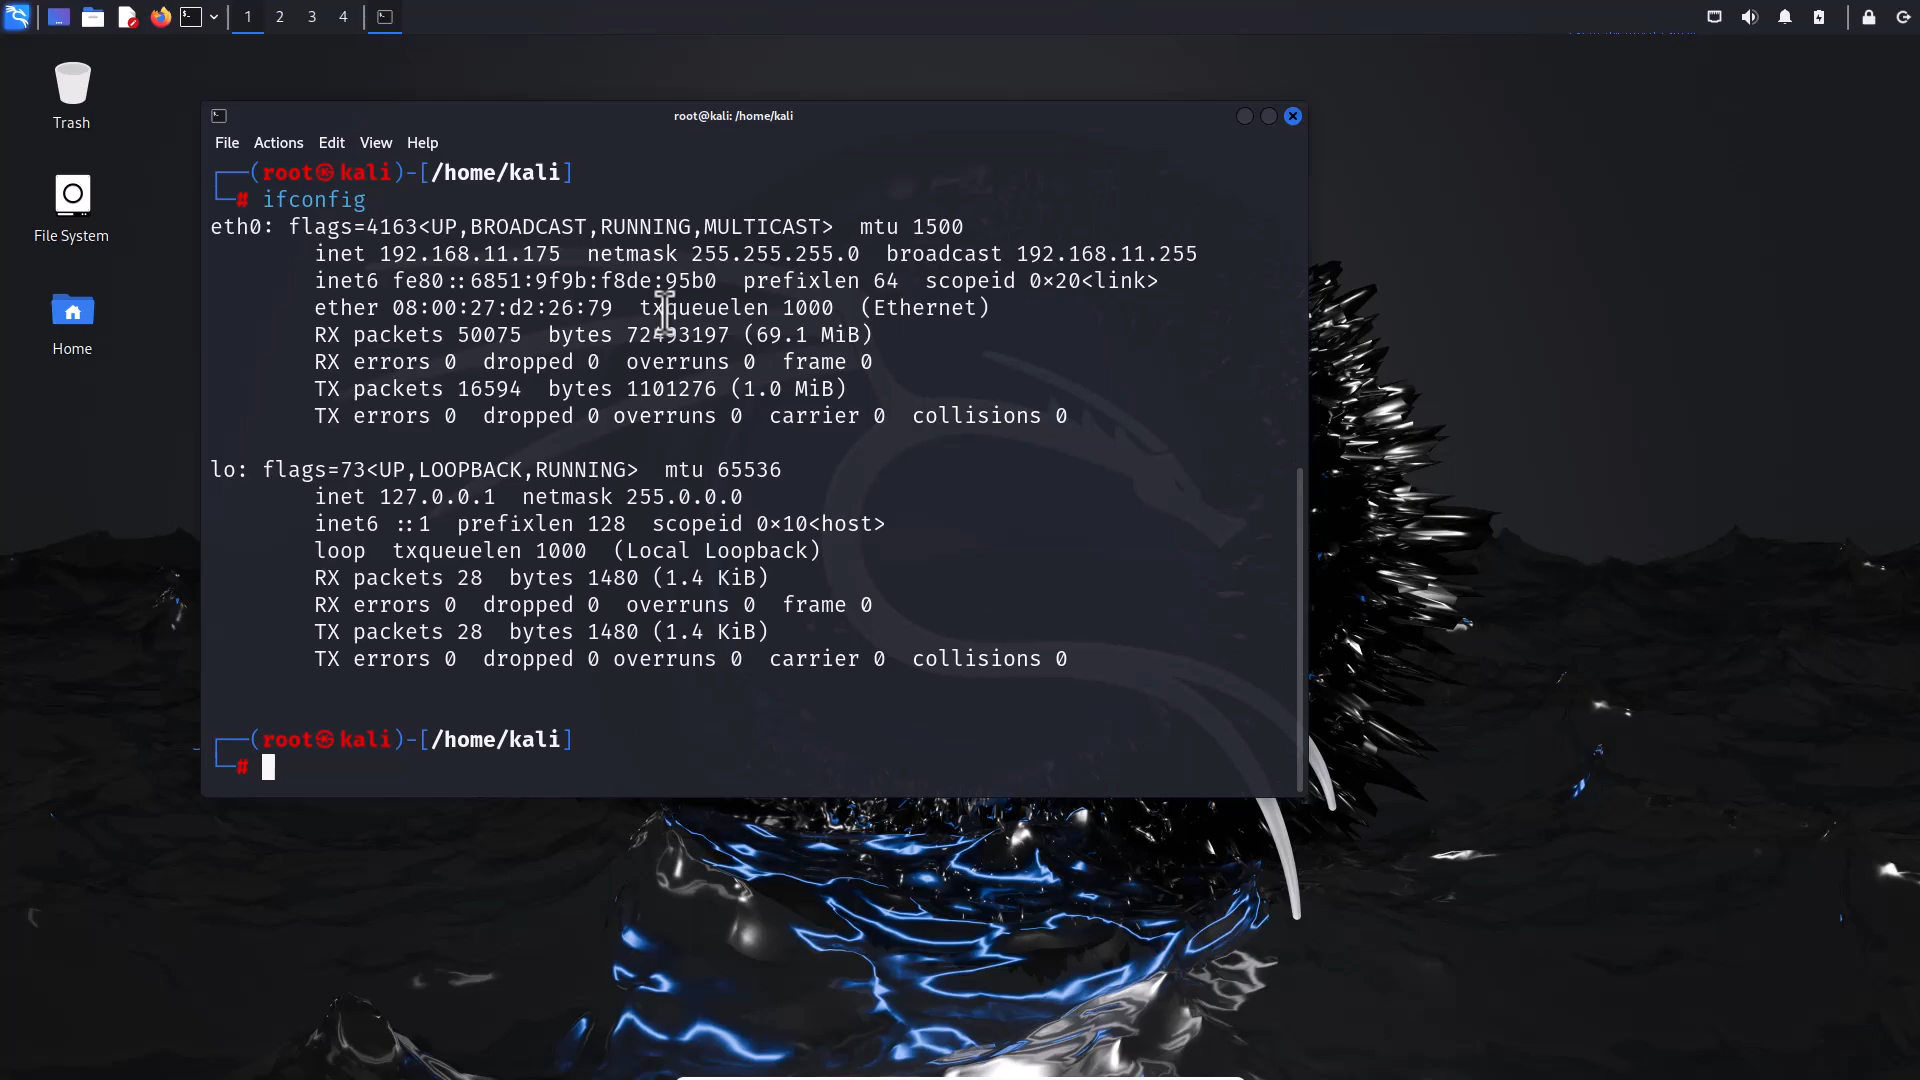 1 2 3 4
Trash
File System
Home
root@kali: /home/kali
File Actions Edit View Help
┌──(root㉿kali)-[/home/kali]
└─# ifconfig
eth0: flags=4163<UP,BROADCAST,RUNNING,MULTICAST>  mtu 1500
        inet 192.168.11.175  netmask 255.255.255.0  broadcast 192.168.11.255
        inet6 fe80::6851:9f9b:f8de:95b0  prefixlen 64  scopeid 0×20<link>
        ether 08:00:27:d2:26:79  txqueuelen 1000  (Ethernet)
        RX packets 50075  bytes 72493197 (69.1 MiB)
        RX errors 0  dropped 0  overruns 0  frame 0
        TX packets 16594  bytes 1101276 (1.0 MiB)
        TX errors 0  dropped 0 overruns 0  carrier 0  collisions 0
lo: flags=73<UP,LOOPBACK,RUNNING>  mtu 65536
        inet 127.0.0.1  netmask 255.0.0.0
        inet6 ::1  prefixlen 128  scopeid 0×10<host>
        loop  txqueuelen 1000  (Local Loopback)
        RX packets 28  bytes 1480 (1.4 KiB)
        RX errors 0  dropped 0  overruns 0  frame 0
        TX packets 28  bytes 1480 (1.4 KiB)
        TX errors 0  dropped 0 overruns 0  carrier 0  collisions 0
┌──(root㉿kali)-[/home/kali]
└─#